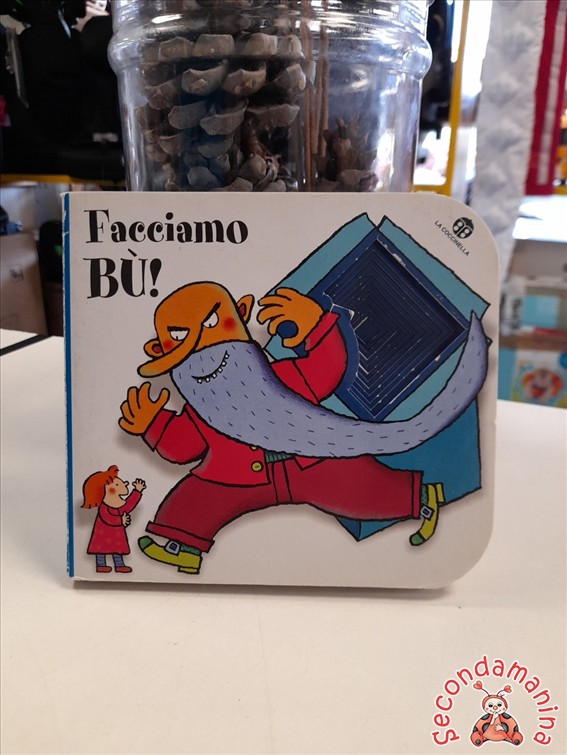 Facciamo
BÙ!
LA COCCINELLA
Secondamanina